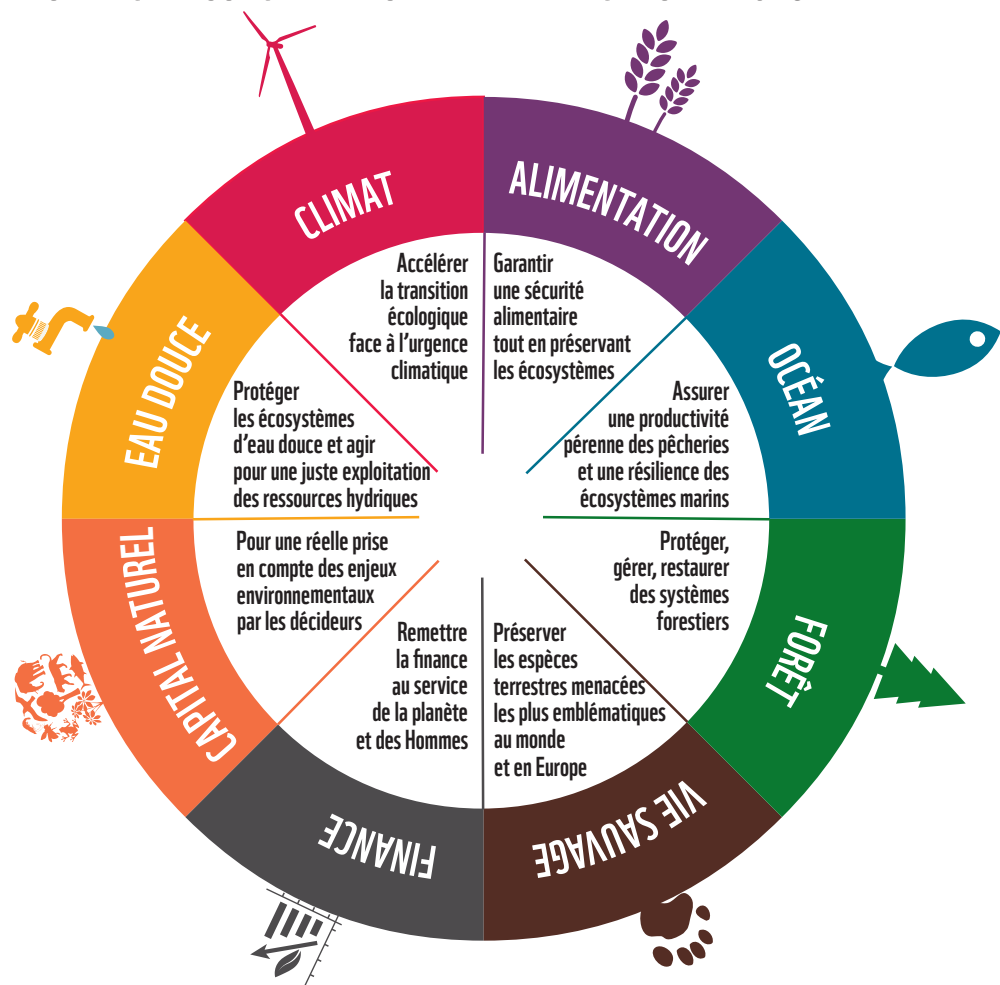 CLIMAT
Accélérer
la transition
écologique
face à l'urgence
climatique
ALIMENTATION
Garantir
une sécurité
alimentaire
tout en préservant
les écosystèmes
OCÉAN
Assurer
une productivité
pérenne des pêcheries
et une résilience des
écosystèmes marins
FORÊT
Protéger,
gérer, restaurer
des systèmes
forestiers
VIE SAUVAGE
Préserver
les espèces
terrestres menacées
les plus emblématiques
au monde
et en Europe
FINANCE
Remettre
la finance
au service
de la planète
et des Hommes
CAPITAL NATUREL
Pour une réelle prise
en compte des enjeux
environnementaux
par les décideurs
EAU DOUCE
Protéger
les écosystèmes
d'eau douce et agir
pour une juste exploitation
des ressources hydriques